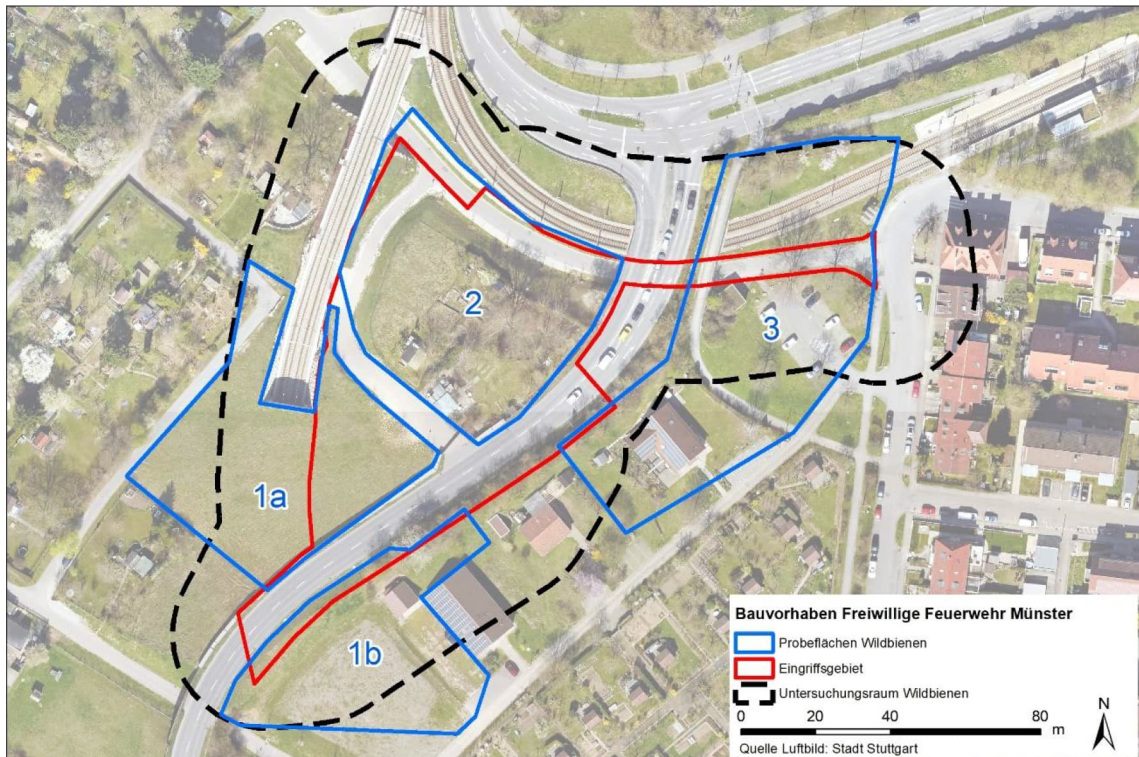 2
3
1a
1b
Bauvorhaben Freiwillige Feuerwehr Münster
Probeflächen Wildbienen
Eingriffsgebiet
Untersuchungsraum Wildbienen
N
0 20 40 80
m
Quelle Luftbild: Stadt Stuttgart